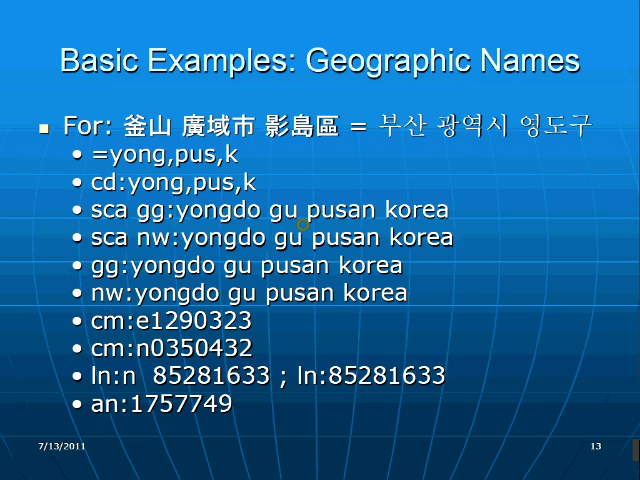 Basic Examples: Geographic Names
For: 釜山 廣域市 影島區 = 부산 광역시 영도구
=yong,pus,k
cd:yong,pus,k
sca gg:yongdo gu pusan korea
sca nw:yongdo gu pusan korea
gg:yongdo gu pusan korea
nw:yongdo gu pusan korea
cm:e1290323
cm:n0350432
ln:n  85281633 ; ln:85281633
an:1757749
7/13/2011
13